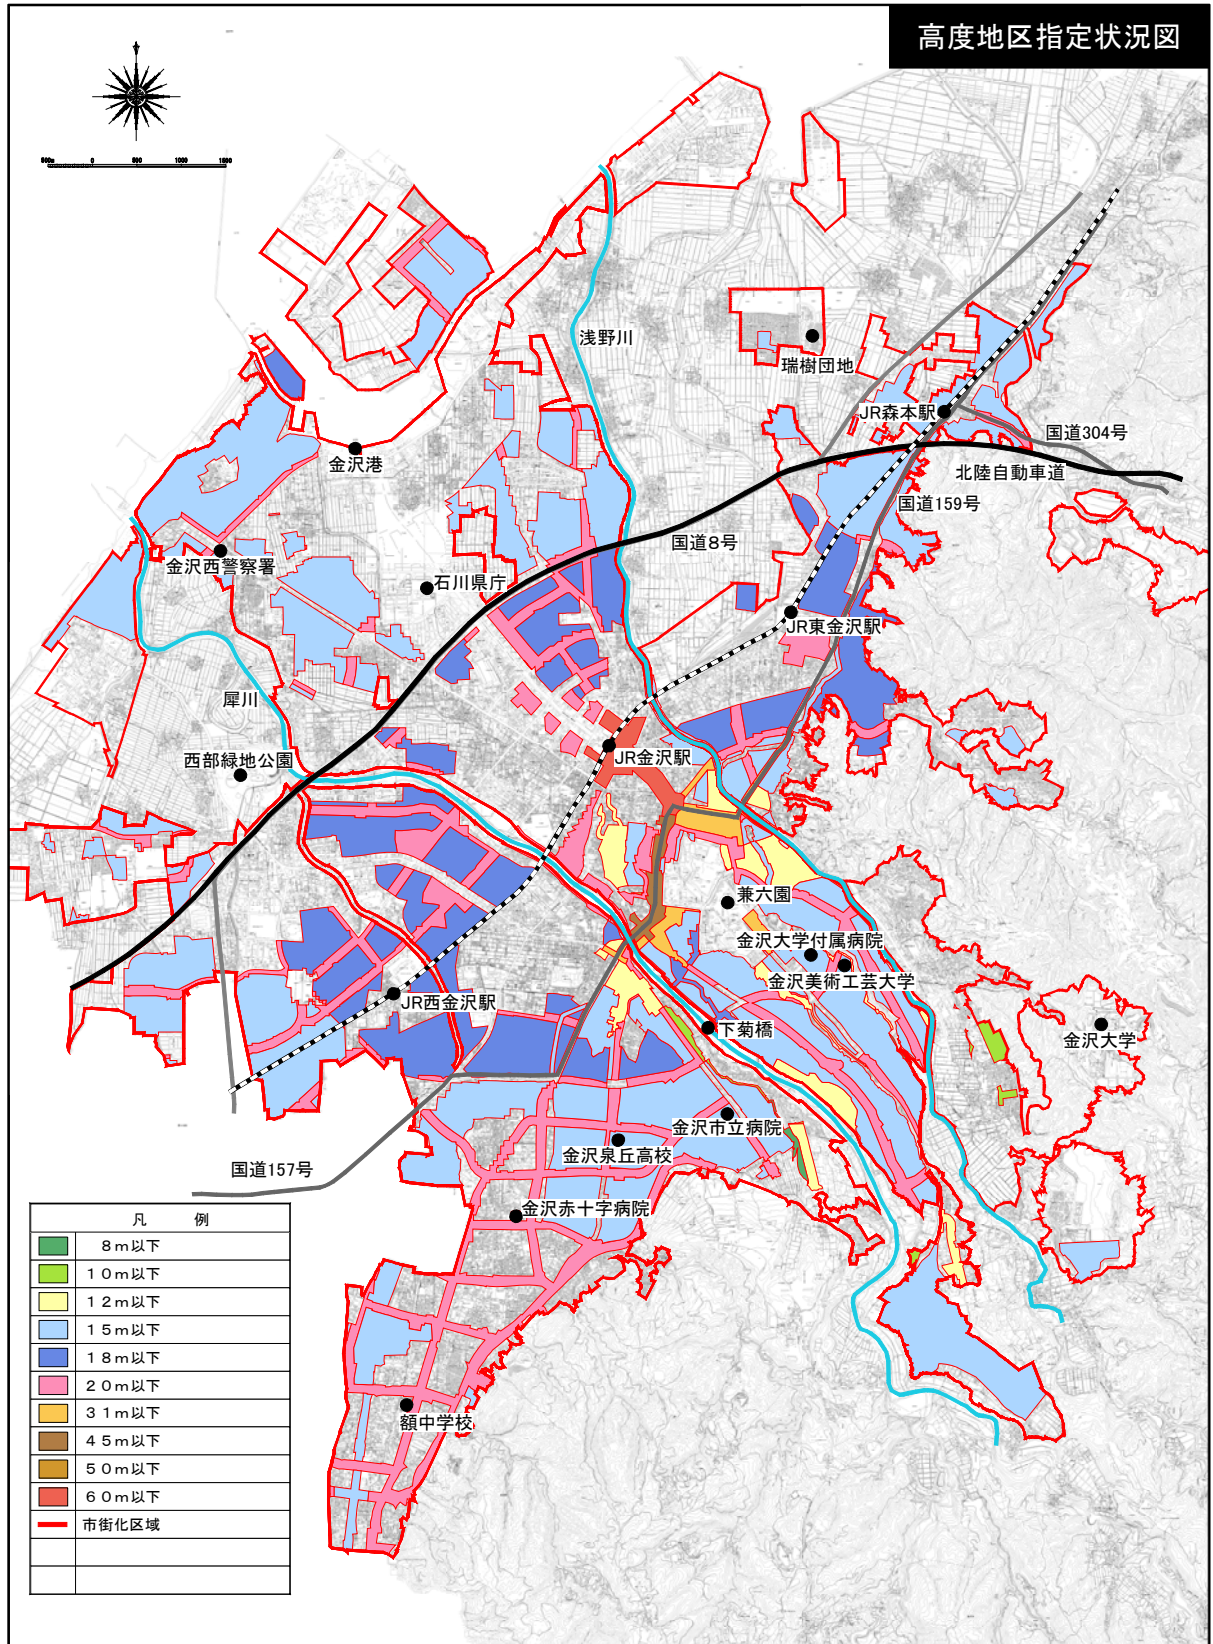 高度地区指定状況図
500m 0 500 1000 1500
浅野川
瑞樹団地
JR森本駅
国道304号
金沢港
北陸自動車道
国道159号
国道8号
金沢西警察署
石川県庁
JR東金沢駅
犀川
西部緑地公園
JR金沢駅
兼六園
金沢大学付属病院
金沢美術工芸大学
JR西金沢駅
下菊橋
金沢大学
金沢市立病院
金沢泉丘高校
国道157号
金沢赤十字病院
額中学校
凡 例
8m以下
10m以下
12m以下
15m以下
18m以下
20m以下
31m以下
45m以下
50m以下
60m以下
市街化区域